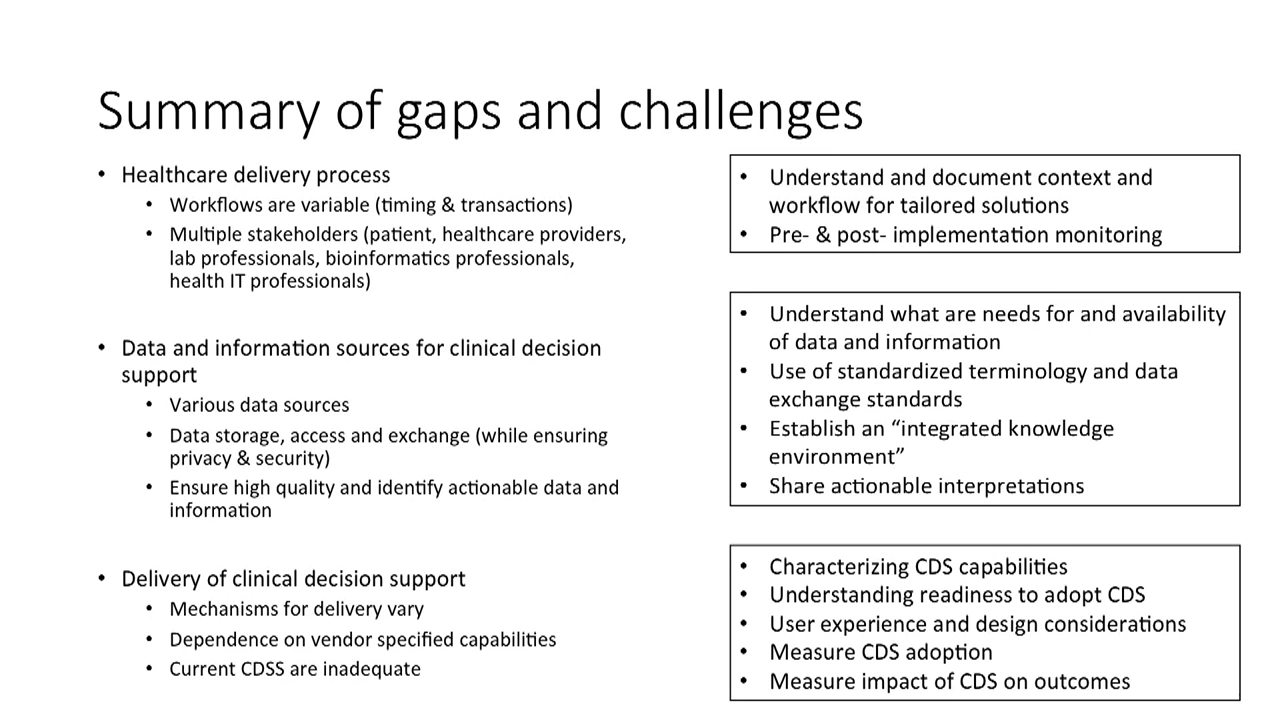 Summary of gaps and challenges
• Healthcare delivery process
• Workflows are variable (timing & transactions)
• Multiple stakeholders (patient, healthcare providers,
lab professionals, bioinformatics professionals,
health IT professionals)
• Data and information sources for clinical decision
support
• Various data sources
• Data storage, access and exchange (while ensuring
privacy & security)
• Ensure high quality and identify actionable data and
information
• Delivery of clinical decision support
• Mechanisms for delivery vary
• Dependence on vendor specified capabilities
• Current CDSS are inadequate
• Understand and document context and
workflow for tailored solutions
• Pre- & post- implementation monitoring
• Understand what are needs for and availability
of data and information
• Use of standardized terminology and data
exchange standards
• Establish an “integrated knowledge
environment”
• Share actionable interpretations
• Characterizing CDS capabilities
• Understanding readiness to adopt CDS
• User experience and design considerations
• Measure CDS adoption
• Measure impact of CDS on outcomes